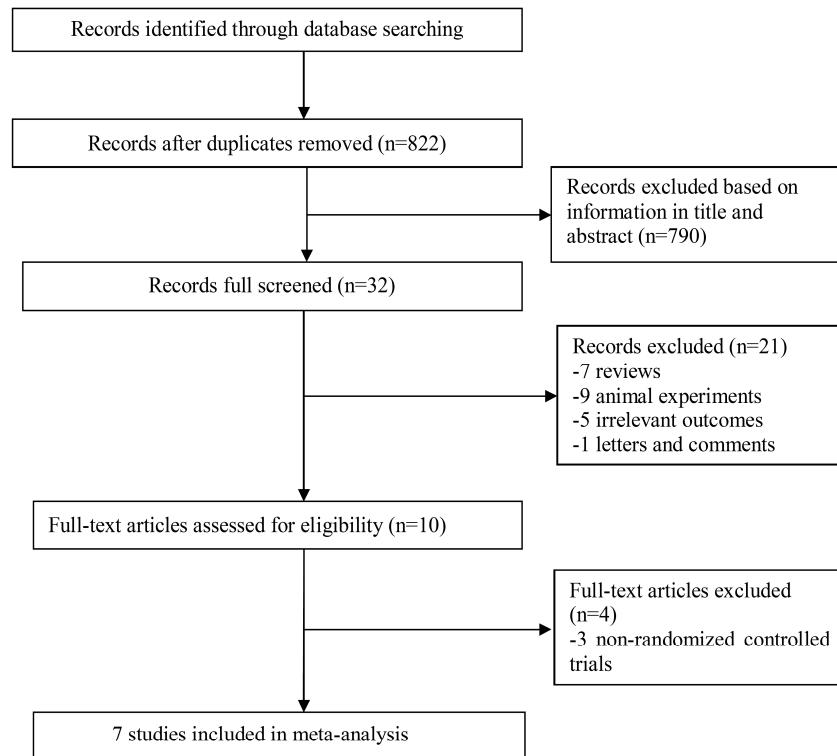 Records identified through database searching
Records after duplicates removed (n=822)
Records excluded based on
information in title and
abstract (n=790)
Records full screened (n=32)
Records excluded (n=21)
-7 reviews
-9 animal experiments
-5 irrelevant outcomes
-1 letters and comments
Full-text articles assessed for eligibility (n=10)
Full-text articles excluded
(n=4)
-3 non-randomized controlled
trials
7 studies included in meta-analysis